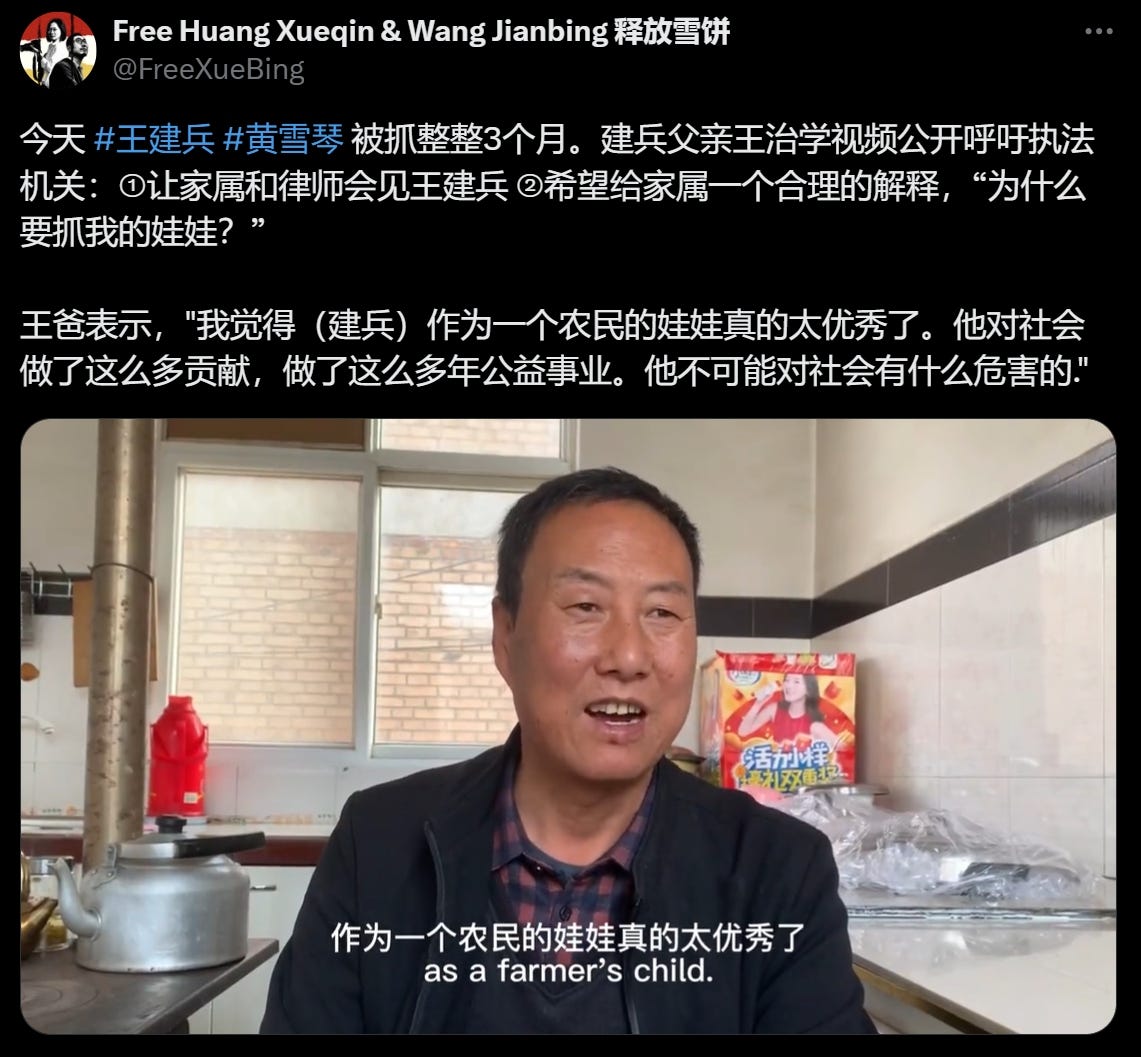 Free Huang Xueqin & Wang Jianbing 释放雪饼
@FreeXueBing
今天 #王建兵 #黄雪琴 被抓整整3个月。建兵父亲王治学视频公开呼吁执法
机关：①让家属和律师会见王建兵 ②希望给家属一个合理的解释，“为什么
要抓我的娃娃？”
王爸表示，"我觉得（建兵）作为一个农民的娃娃真的太优秀了。他对社会
做了这么多贡献，做了这么多年公益事业。他不可能对社会有什么危害的."
活力小样
豪礼双重
作为一个农民的娃娃真的太优秀了
as a farmer’s child.